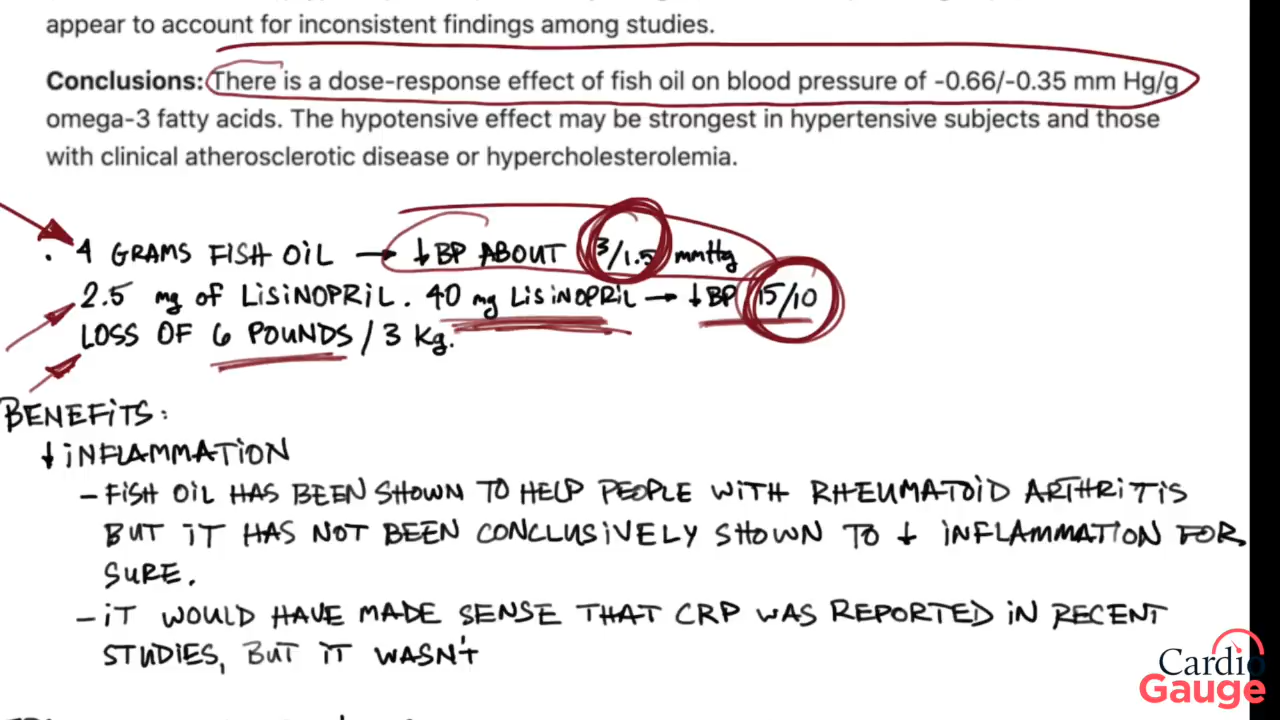 appear to account for inconsistent findings among studies.
Conclusions: There is a dose-response effect of fish oil on blood pressure of -0.66/-0.35 mm Hg/g
omega-3 fatty acids. The hypotensive effect may be strongest in hypertensive subjects and those
with clinical atherosclerotic disease or hypercholesterolemia.
. 4 GRAMS FISH OIL → ↓ BP ABOUT 3/1.5 mmHg
2.5 mg of LISINOPRIL. 40 mg LISINOPRIL → ↓ BP 15/10
LOSS OF 6 POUNDS / 3 Kg.
BENEFITS:
↓ INFLAMMATION
- FISH OIL HAS BEEN SHOWN TO HELP PEOPLE WITH RHEUMATOID ARTHRITIS
BUT IT HAS NOT BEEN CONCLUSIVELY SHOWN TO ↓ INFLAMMATION FOR
SURE.
- IT WOULD HAVE MADE SENSE THAT CRP WAS REPORTED IN RECENT
STUDIES, BUT IT WASN'T
Cardio
Gauge